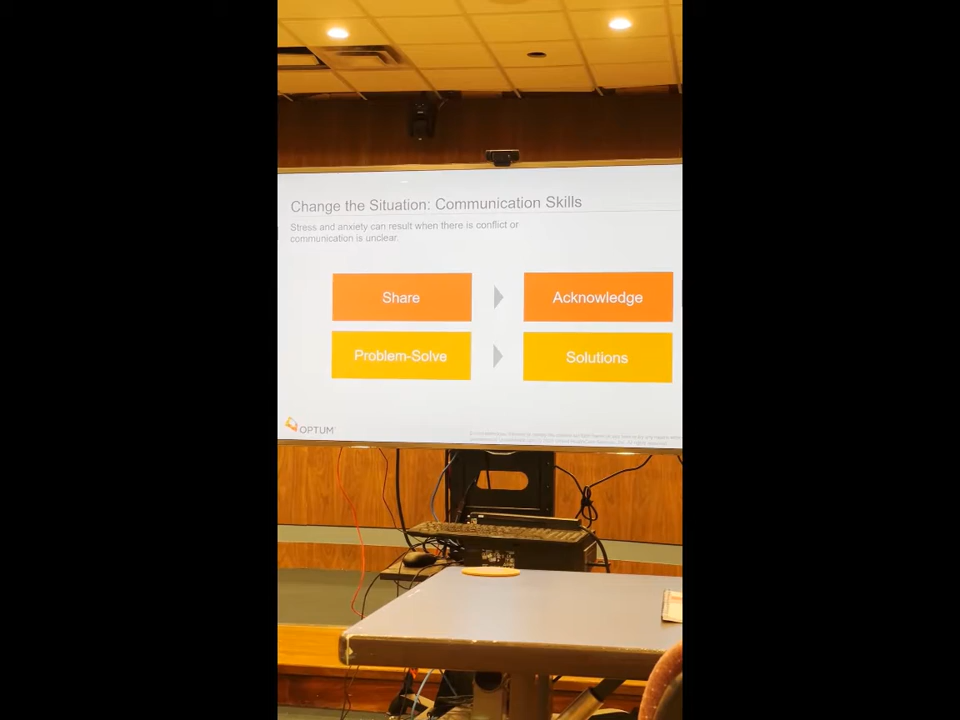 Change the Situation: Communication Skills
Stress and anxiety can result when there is conflict or
communication is unclear.
Share
Acknowledge
Problem-Solve
Solutions
OPTUM